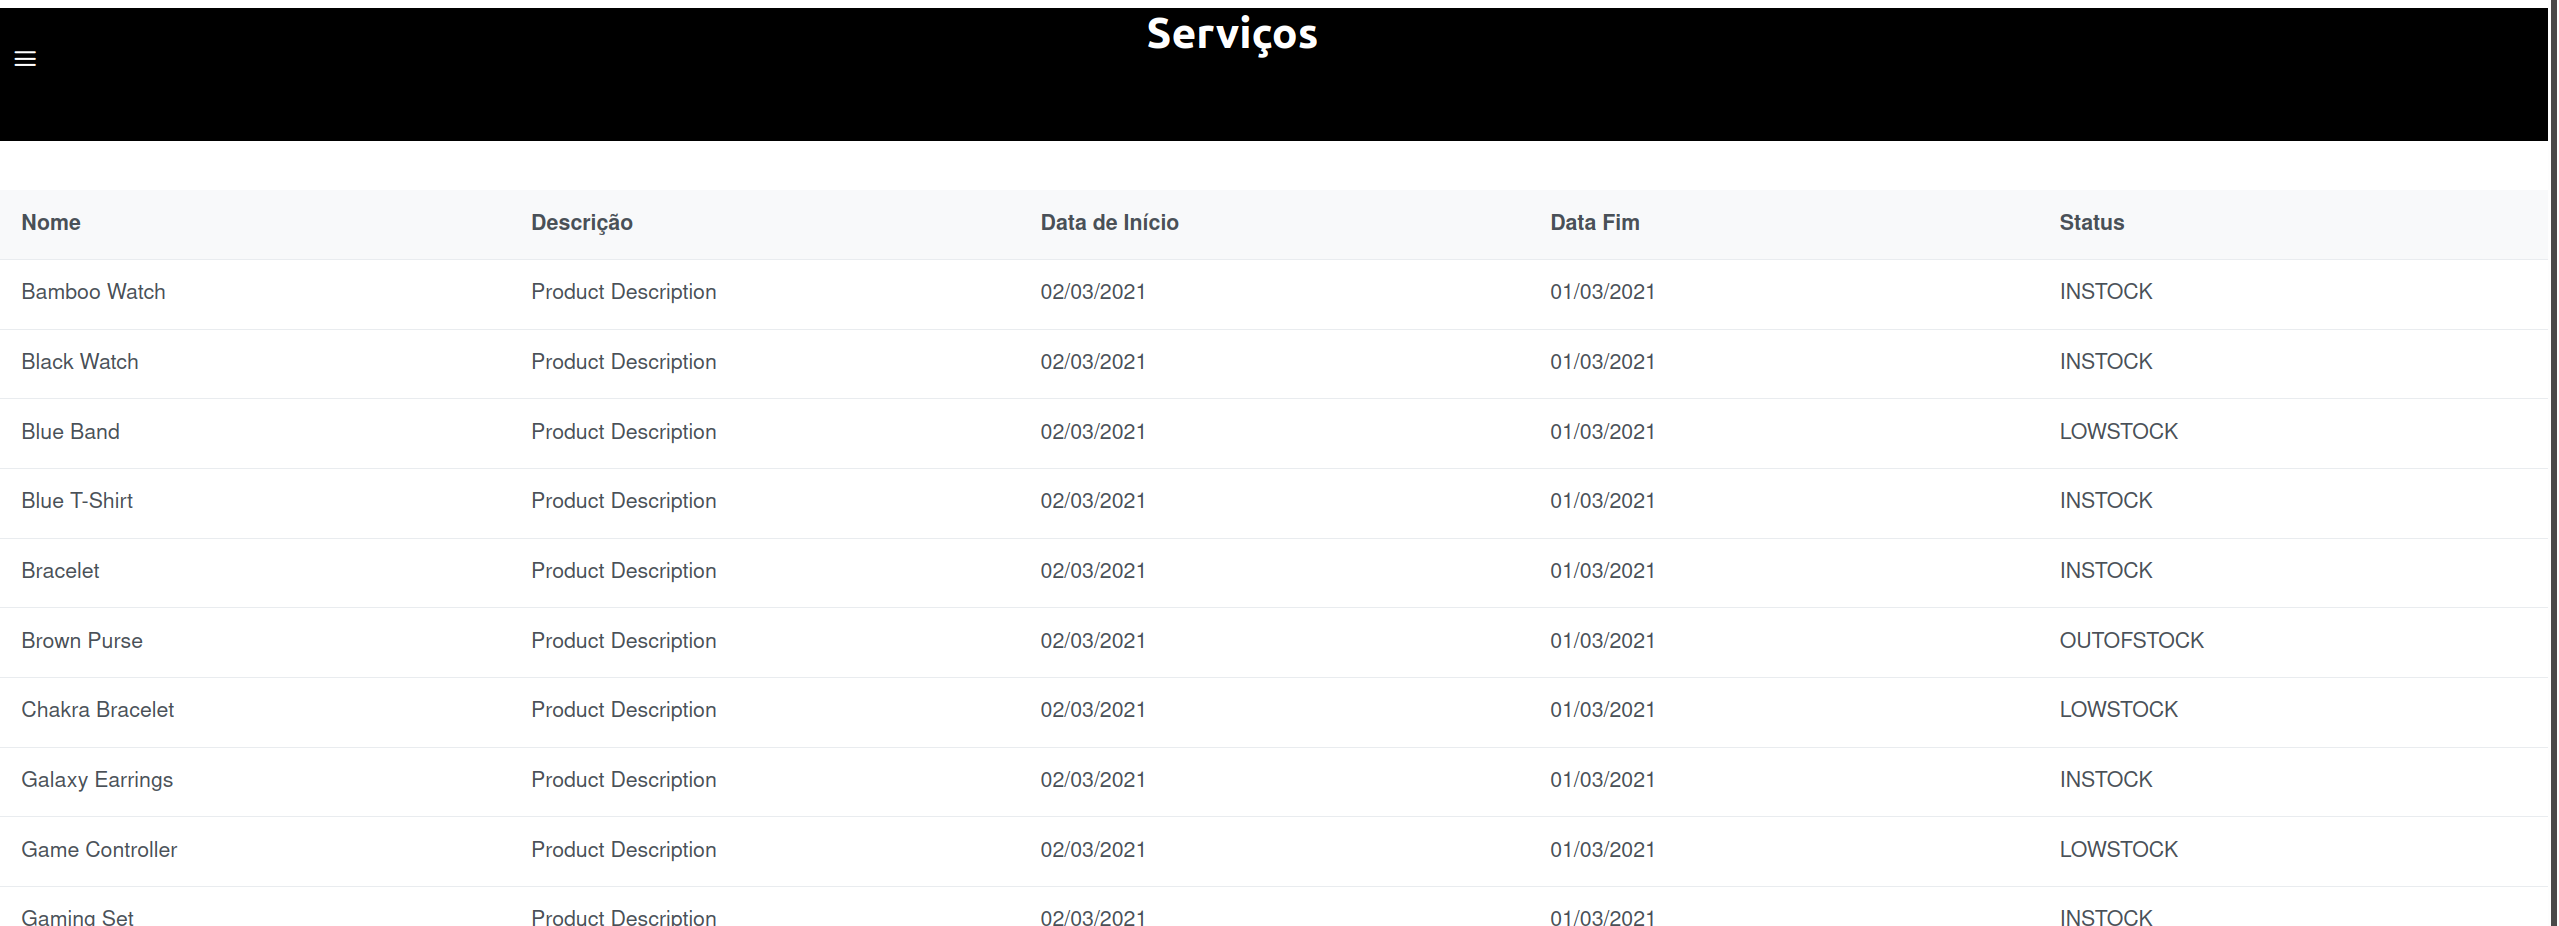 Serviços
Nome Descrição Data de Início Data Fim Status
Bamboo Watch Product Description 02/03/2021 01/03/2021 INSTOCK
Black Watch Product Description 02/03/2021 01/03/2021 INSTOCK
Blue Band Product Description 02/03/2021 01/03/2021 LOWSTOCK
Blue T-Shirt Product Description 02/03/2021 01/03/2021 INSTOCK
Bracelet Product Description 02/03/2021 01/03/2021 INSTOCK
Brown Purse Product Description 02/03/2021 01/03/2021 OUTOFSTOCK
Chakra Bracelet Product Description 02/03/2021 01/03/2021 LOWSTOCK
Galaxy Earrings Product Description 02/03/2021 01/03/2021 INSTOCK
Game Controller Product Description 02/03/2021 01/03/2021 LOWSTOCK
Gaming Set Product Description 02/03/2021 01/03/2021 INSTOCK